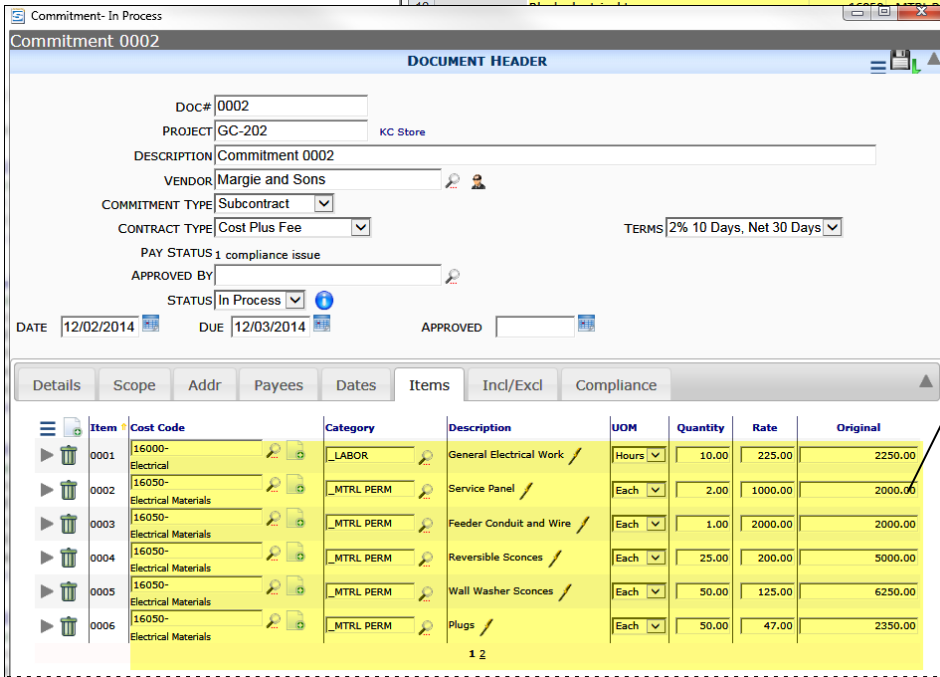 Commitment- In Process
Commitment 0002
DOCUMENT HEADER
DOC# 0002
PROJECT GC-202 KC Store
DESCRIPTION Commitment 0002
VENDOR Margie and Sons
COMMITMENT TYPE Subcontract
CONTRACT TYPE Cost Plus Fee TERMS 2% 10 Days, Net 30 Days
PAY STATUS 1 compliance issue
APPROVED BY
STATUS In Process
DATE 12/02/2014 DUE 12/03/2014 APPROVED
Details Scope Addr Payees Dates Items Incl/Excl Compliance
Item Cost Code Category Description UOM Quantity Rate Original
0001 16000- _LABOR General Electrical Work Hours 10.00 225.00 2250.00
Electrical
0002 16050- _MTRL PERM Service Panel Each 2.00 1000.00 2000.00
Electrical Materials
0003 16050- _MTRL PERM Feeder Conduit and Wire Each 1.00 2000.00 2000.00
Electrical Materials
0004 16050- _MTRL PERM Reversible Sconces Each 25.00 200.00 5000.00
Electrical Materials
0005 16050- _MTRL PERM Wall Washer Sconces Each 50.00 125.00 6250.00
Electrical Materials
0006 16050- _MTRL PERM Plugs Each 50.00 47.00 2350.00
Electrical Materials
1 2